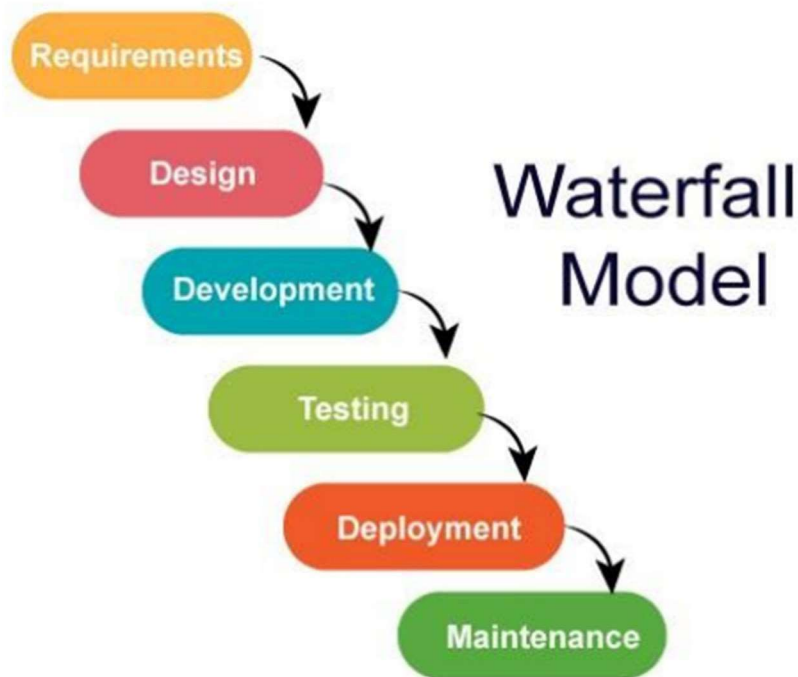 Requirements
Design
Waterfall
Model
Development
Testing
Deployment
Maintenance